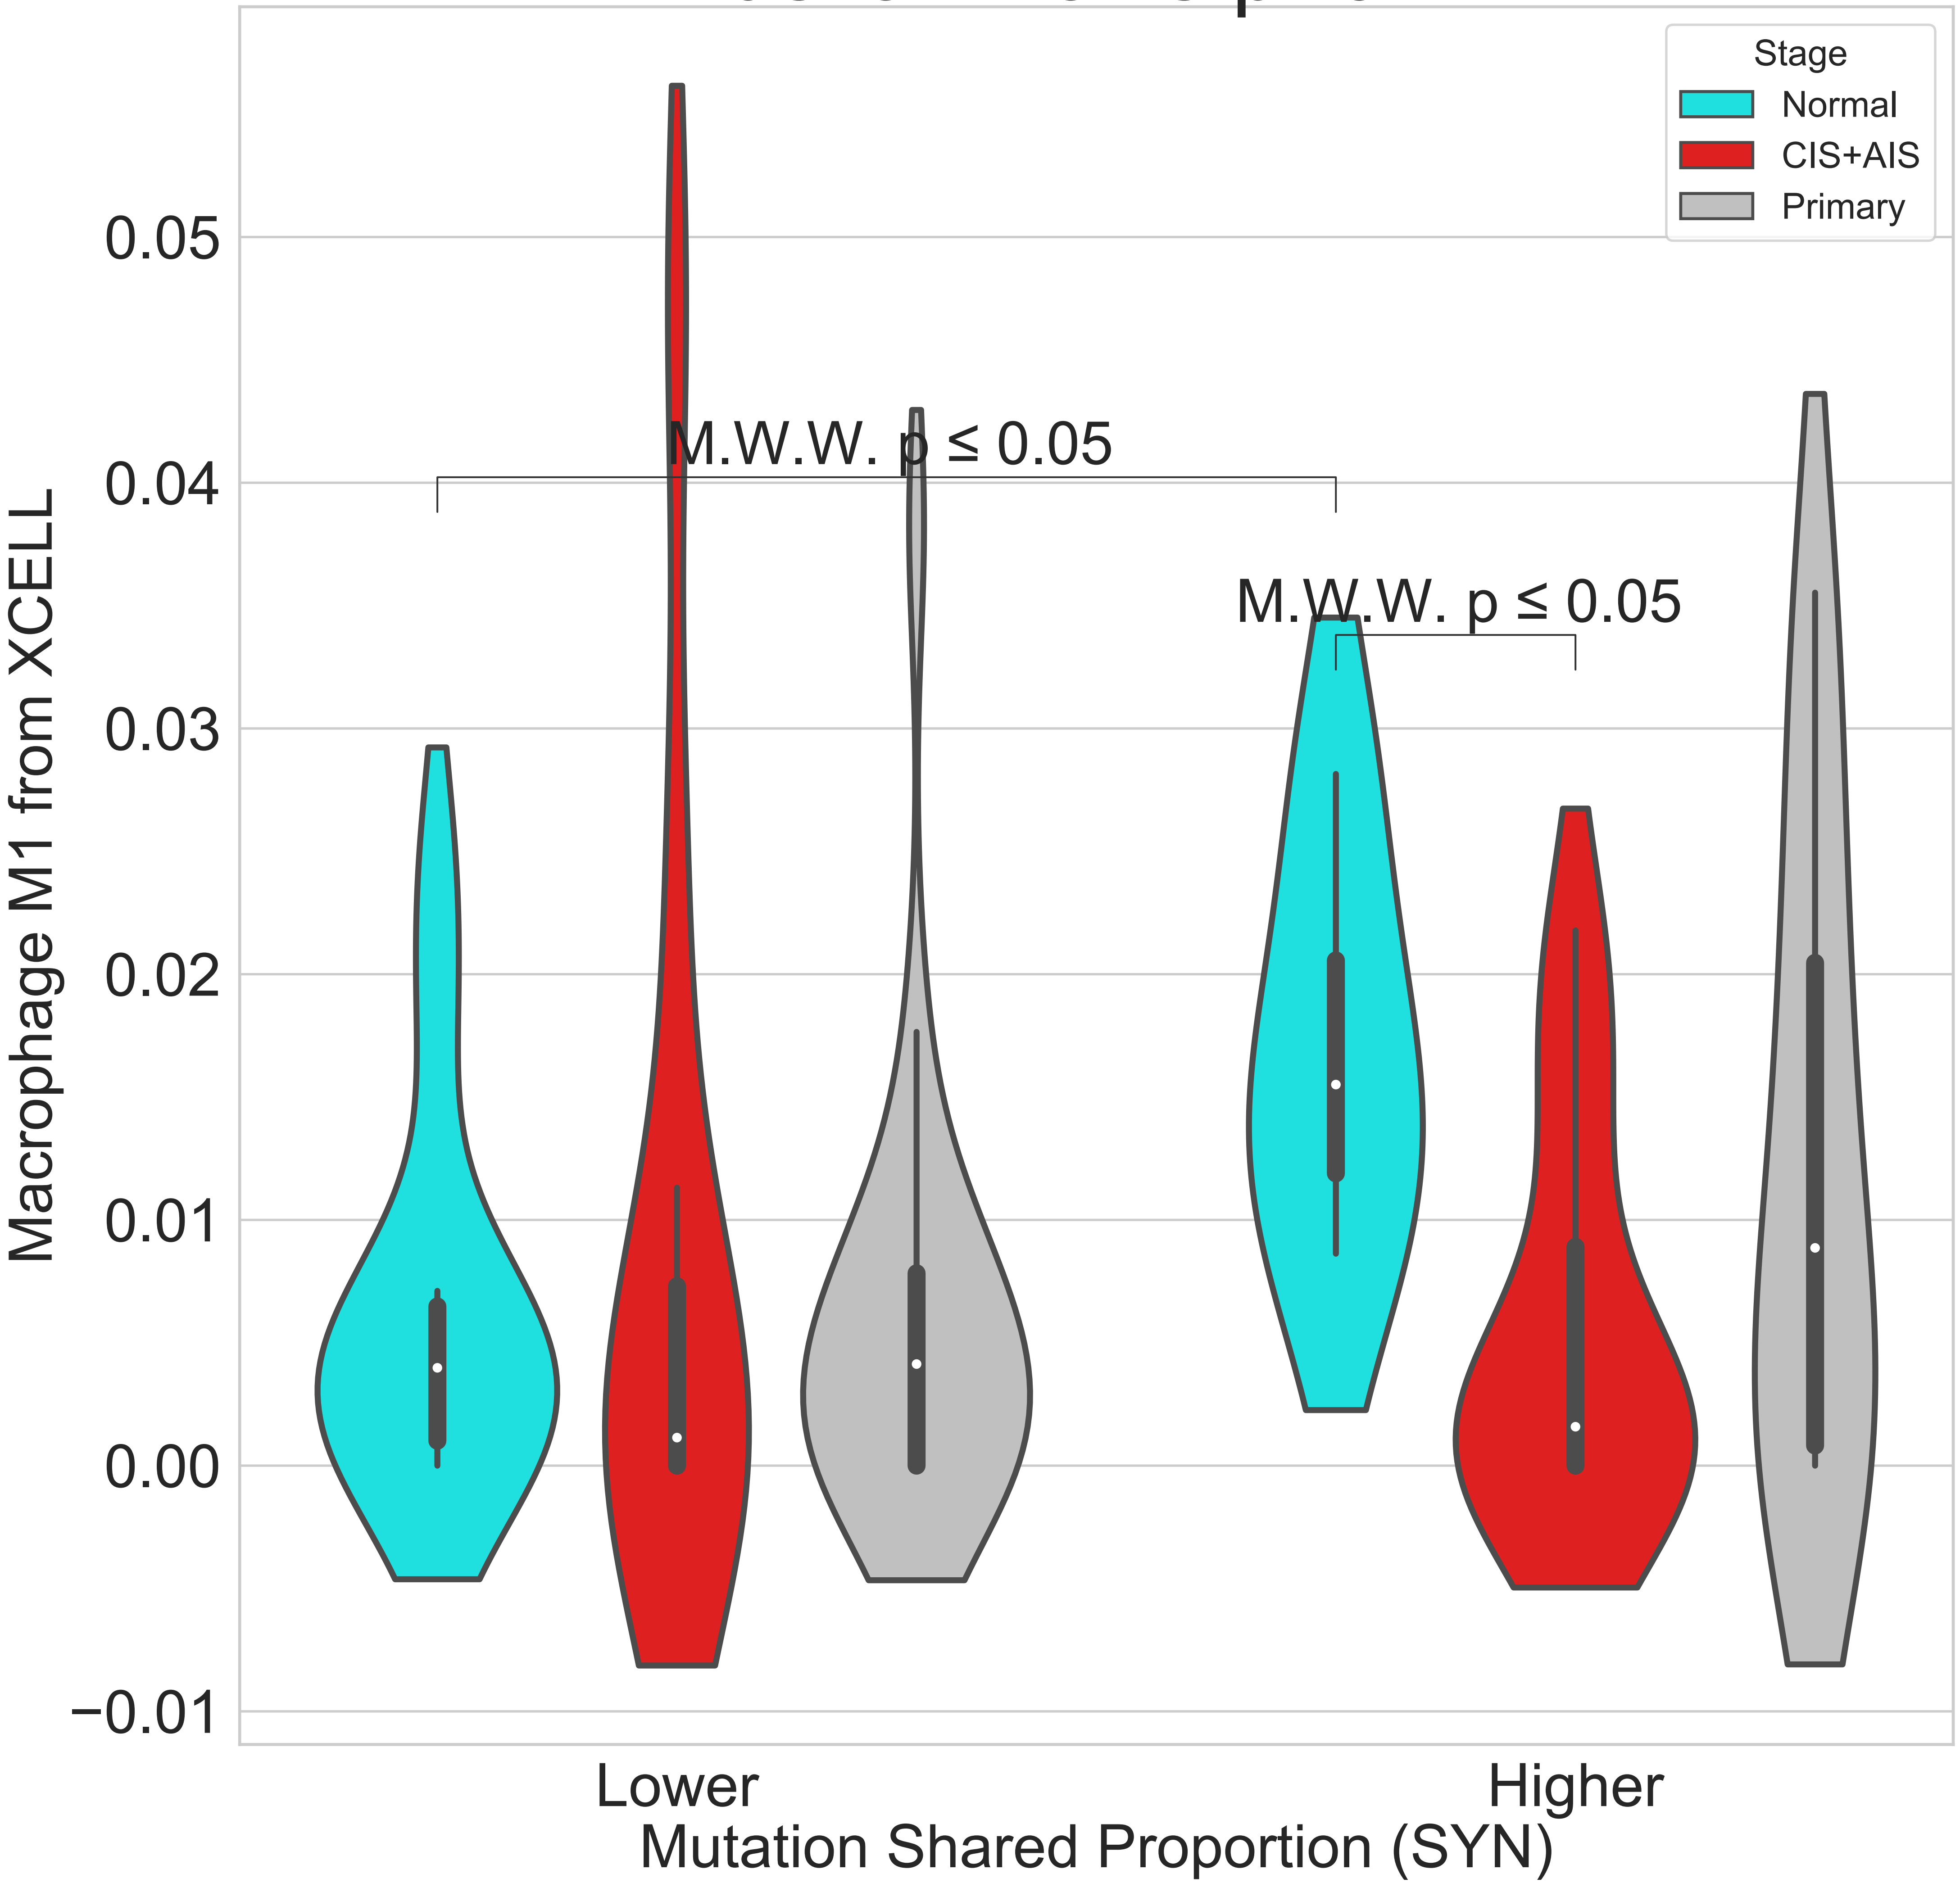 Stage
Normal
CIS+AIS
Primary
Macrophage M1 from XCELL
0.05
0.04
0.03
0.02
0.01
0.00
−0.01
M.W.W. p ≤ 0.05
M.W.W. p ≤ 0.05
Lower
Higher
Mutation Shared Proportion (SYN)